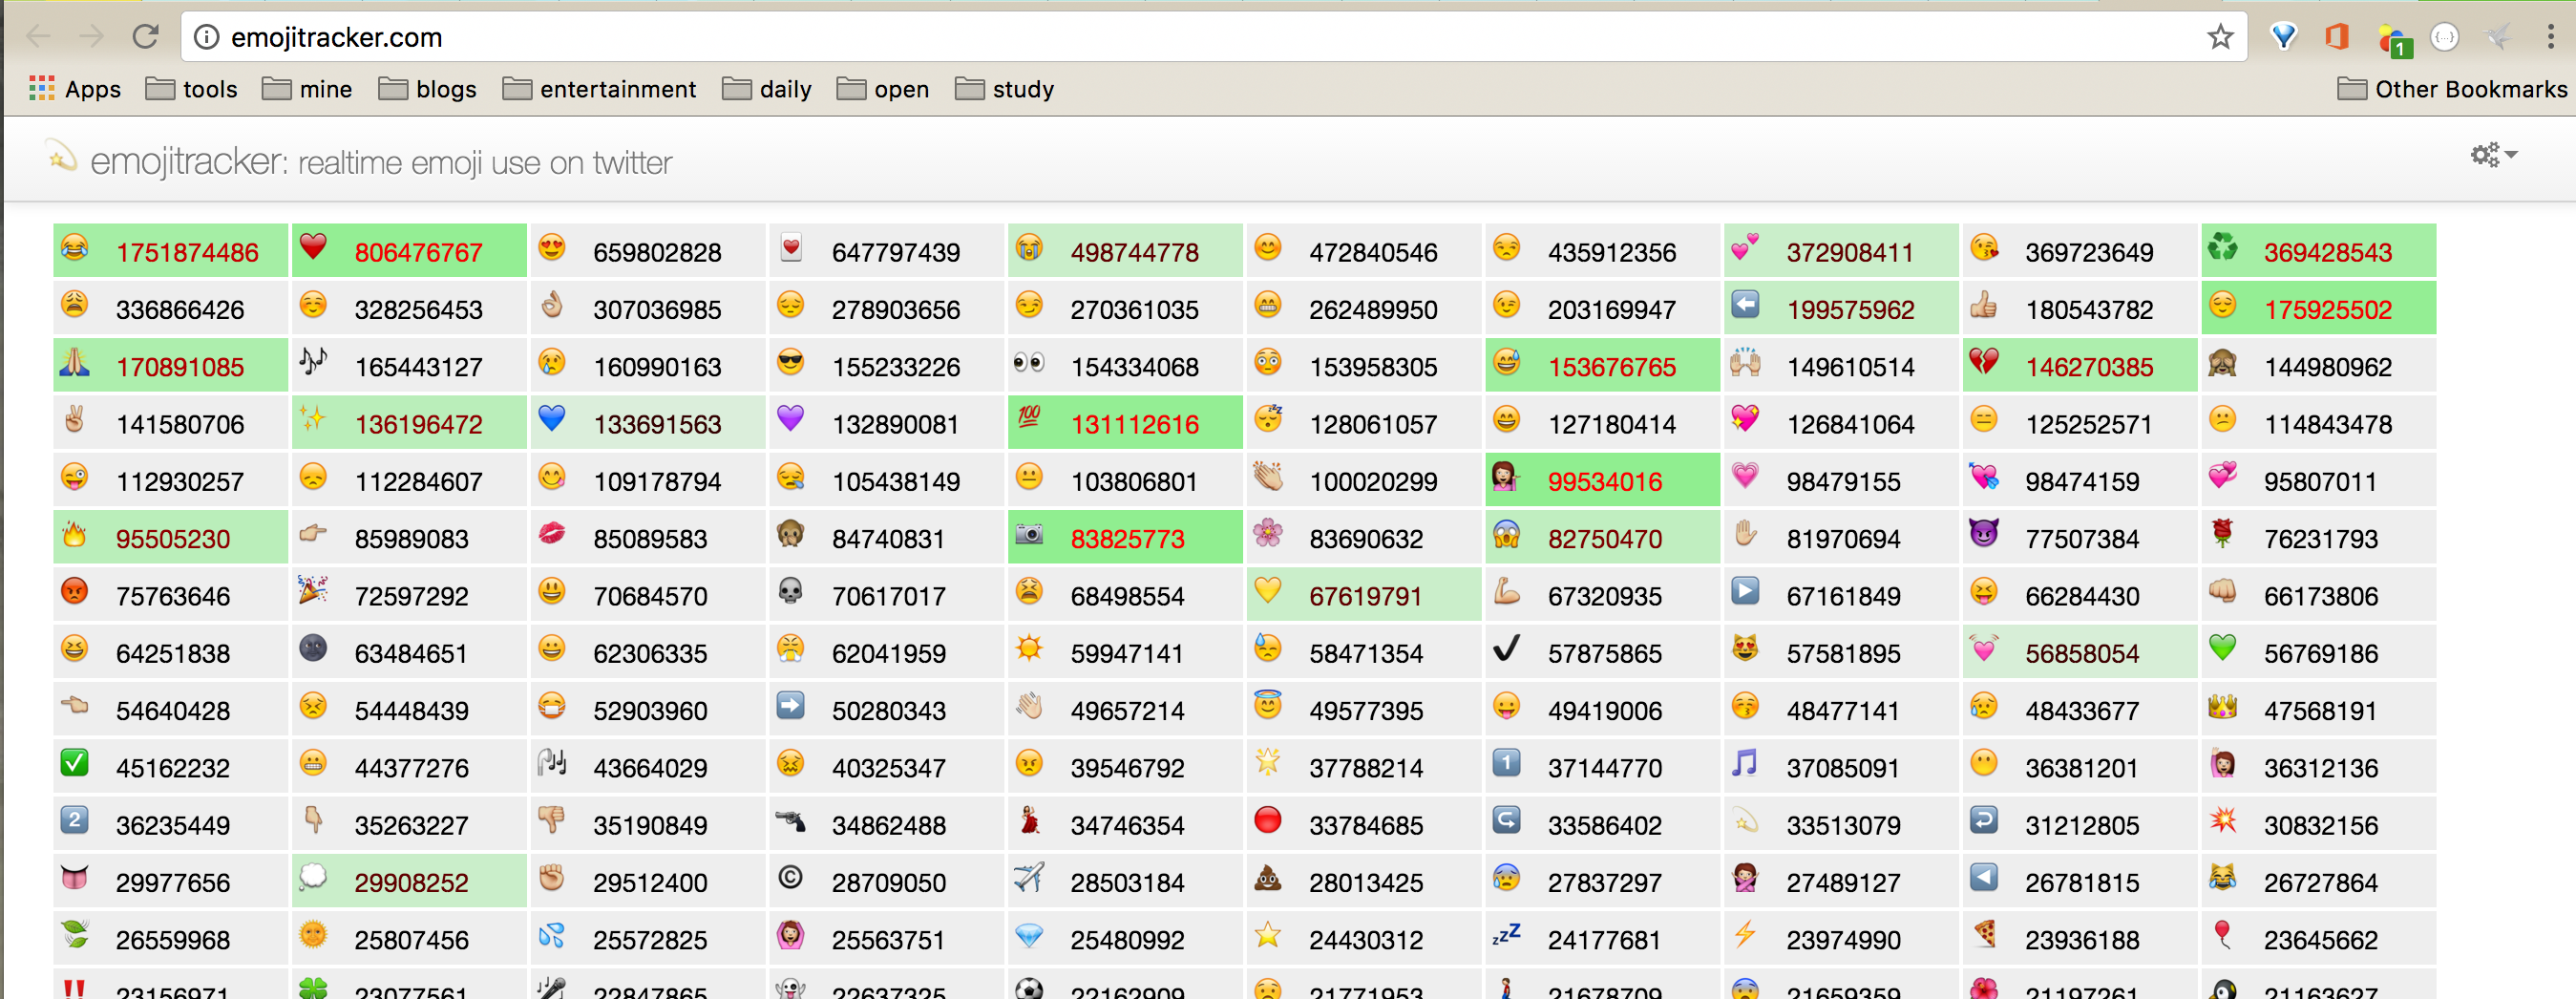 emojitracker.com
1
Apps tools mine blogs entertainment daily open study Other Bookmarks
emojitracker: realtime emoji use on twitter
1751874486 806476767 659802828 647797439 498744778 472840546 435912356 372908411 369723649 369428543
336866426 328256453 307036985 278903656 270361035 262489950 203169947 199575962 180543782 175925502
170891085 165443127 160990163 155233226 154334068 153958305 153676765 149610514 146270385 144980962
141580706 136196472 133691563 132890081 100 131112616 128061057 127180414 126841064 125252571 114843478
112930257 112284607 109178794 105438149 103806801 100020299 99534016 98479155 98474159 95807011
95505230 85989083 85089583 84740831 83825773 83690632 82750470 81970694 77507384 76231793
75763646 72597292 70684570 70617017 68498554 67619791 67320935 67161849 66284430 66173806
64251838 63484651 62306335 62041959 59947141 58471354 57875865 57581895 56858054 56769186
54640428 54448439 52903960 50280343 49657214 49577395 49419006 48477141 48433677 47568191
45162232 44377276 43664029 40325347 39546792 37788214 1 37144770 37085091 36381201 36312136
2 36235449 35263227 35190849 34862488 34746354 33784685 33586402 33513079 31212805 30832156
29977656 29908252 29512400 © 28709050 28503184 28013425 27837297 27489127 26781815 26727864
26559968 25807456 25572825 25563751 25480992 24430312 zzZ 24177681 23974990 23936188 23645662
23156971 23077561 22847865 22637325 22162909 21771953 21678709 21659359 21197261 21163627